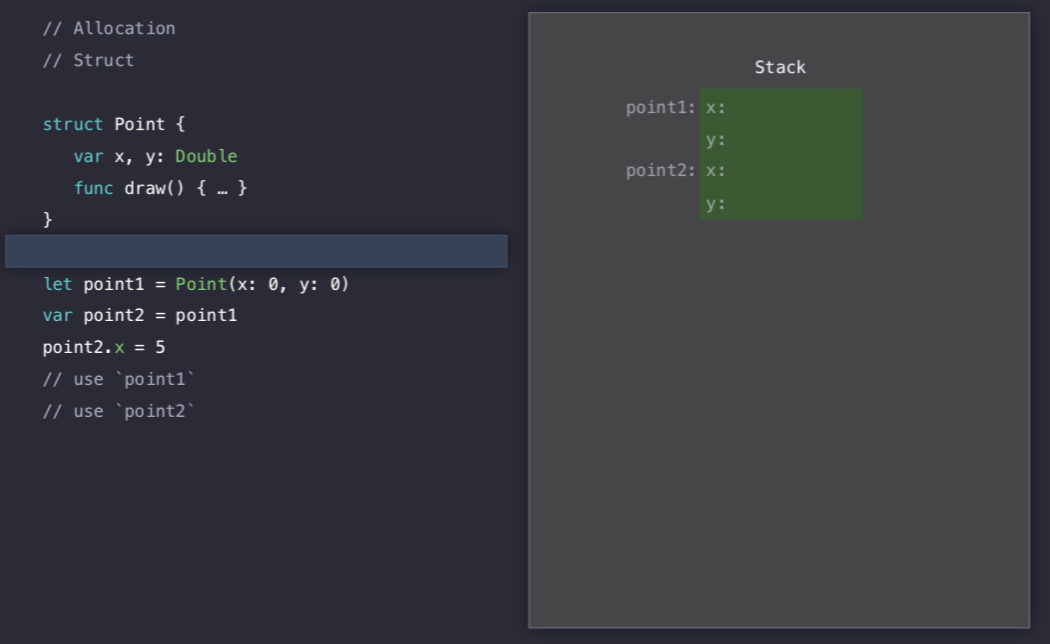 // Allocation
// Struct
struct Point {
   var x, y: Double
   func draw() { … }
}
let point1 = Point(x: 0, y: 0)
var point2 = point1
point2.x = 5
// use `point1`
// use `point2`
Stack
point1: x:
y:
point2: x:
y: